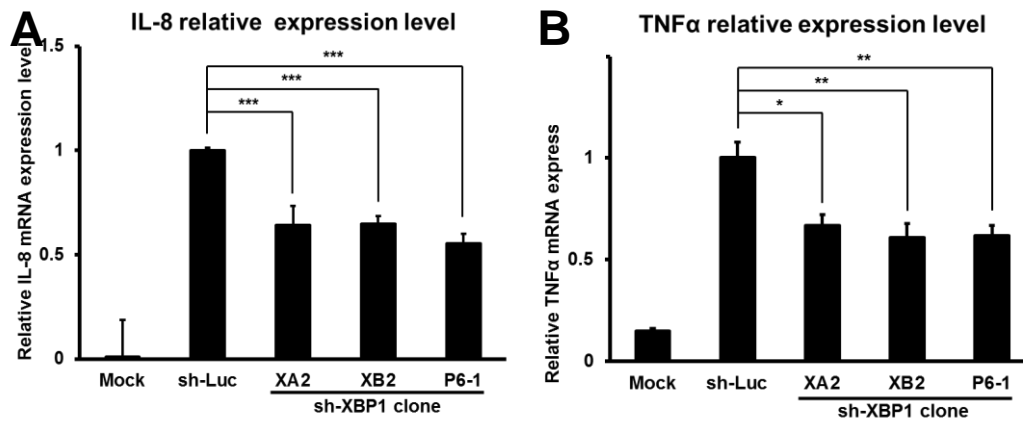 A
IL-8 relative expression level
Relative IL-8 mRNA expression level
1.5
1
0.5
0
***
***
***
Mock sh-Luc XA2 XB2 P6-1
sh-XBP1 clone
B
TNFα relative expression level
Relative TNFα mRNA express
1
0.5
0
**
**
*
Mock sh-Luc XA2 XB2 P6-1
sh-XBP1 clone